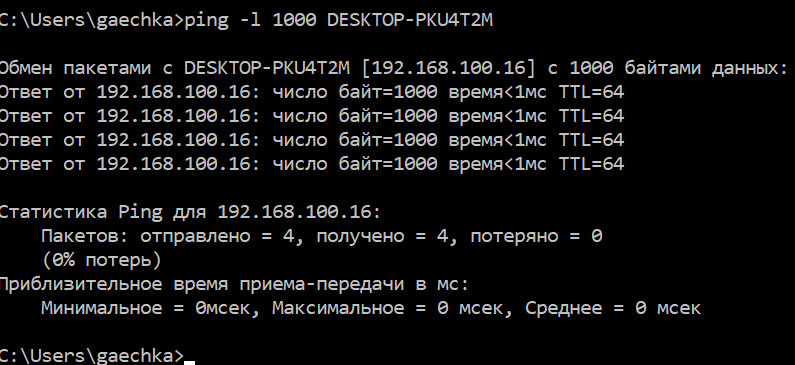 C:\Users\gaechka>ping -l 1000 DESKTOP-PKU4T2M
Обмен пакетами с DESKTOP-PKU4T2M [192.168.100.16] с 1000 байтами данных:
Ответ от 192.168.100.16: число байт=1000 время<1мс TTL=64
Ответ от 192.168.100.16: число байт=1000 время<1мс TTL=64
Ответ от 192.168.100.16: число байт=1000 время<1мс TTL=64
Ответ от 192.168.100.16: число байт=1000 время<1мс TTL=64
Статистика Ping для 192.168.100.16:
Пакетов: отправлено = 4, получено = 4, потеряно = 0
(0% потерь)
Приблизительное время приема-передачи в мс:
Минимальное = 0мсек, Максимальное = 0 мсек, Среднее = 0 мсек
C:\Users\gaechka>